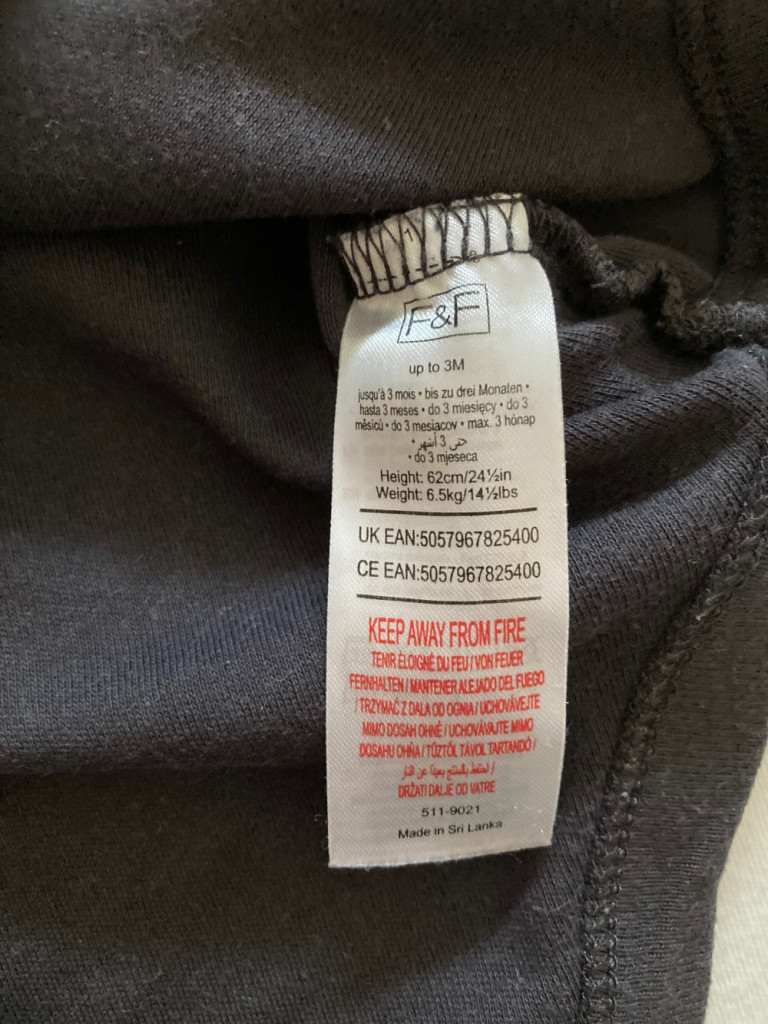 F&F
up to 3M
jusqu'à 3 mois • bis zu drei Monaten •
hasta 3 meses • do 3 miesięcy • do 3
měsíců • do 3 mesiacov • max. 3 hónap
• حتى 3 أشهر
• do 3 mjeseca
Height: 62cm/24½in
Weight: 6.5kg/14½lbs
UK EAN:5057967825400
CE EAN:5057967825400
KEEP AWAY FROM FIRE
TENIR ÉLOIGNÉ DU FEU / VON FEUER
FERNHALTEN / MANTENER ALEJADO DEL FUEGO
/ TRZYMAĆ Z DALA OD OGNIA / UCHOVÁVEJTE
MIMO DOSAH OHNĚ / UCHOVÁVAJTE MIMO
DOSAHU OHŇA / TŰZTŐL TÁVOL TARTANDÓ /
احتفظ بالمنتج بعيدًا عن النار /
DRŽATI DALJE OD VATRE
511-9021
Made in Sri Lanka